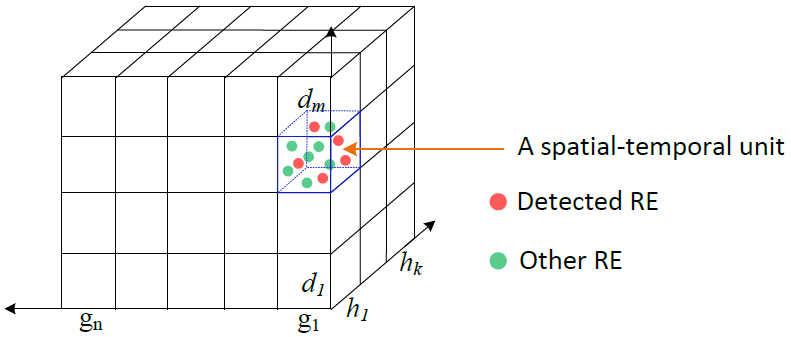 dm
A spatial-temporal unit
Detected RE
Other RE
hk
d1
h1
gn
g1